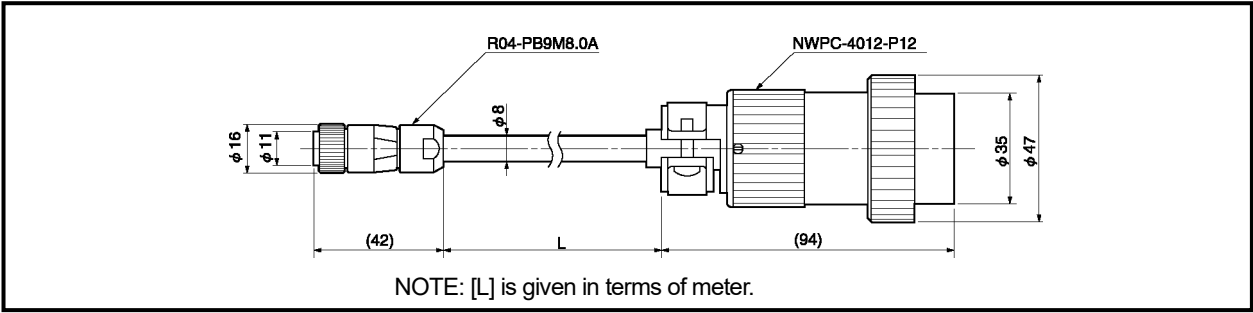 R04-PB9M8.0A
NWPC-4012-P12
φ16
φ11
φ8
φ35
φ47
(42)
L
(94)
NOTE: [L] is given in terms of meter.